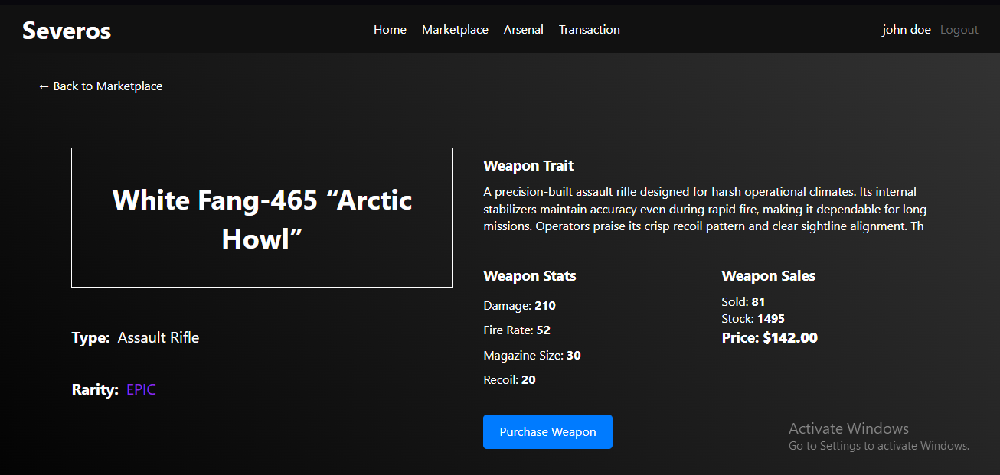 Severos
Home Marketplace Arsenal Transaction
john doe Logout
← Back to Marketplace
White Fang-465 “Arctic
Howl”
Type: Assault Rifle
Rarity: EPIC
Weapon Trait
A precision-built assault rifle designed for harsh operational climates. Its internal
stabilizers maintain accuracy even during rapid fire, making it dependable for long
missions. Operators praise its crisp recoil pattern and clear sightline alignment. Th
Weapon Stats
Damage: 210
Fire Rate: 52
Magazine Size: 30
Recoil: 20
Weapon Sales
Sold: 81
Stock: 1495
Price: $142.00
Purchase Weapon
Activate Windows
Go to Settings to activate Windows.